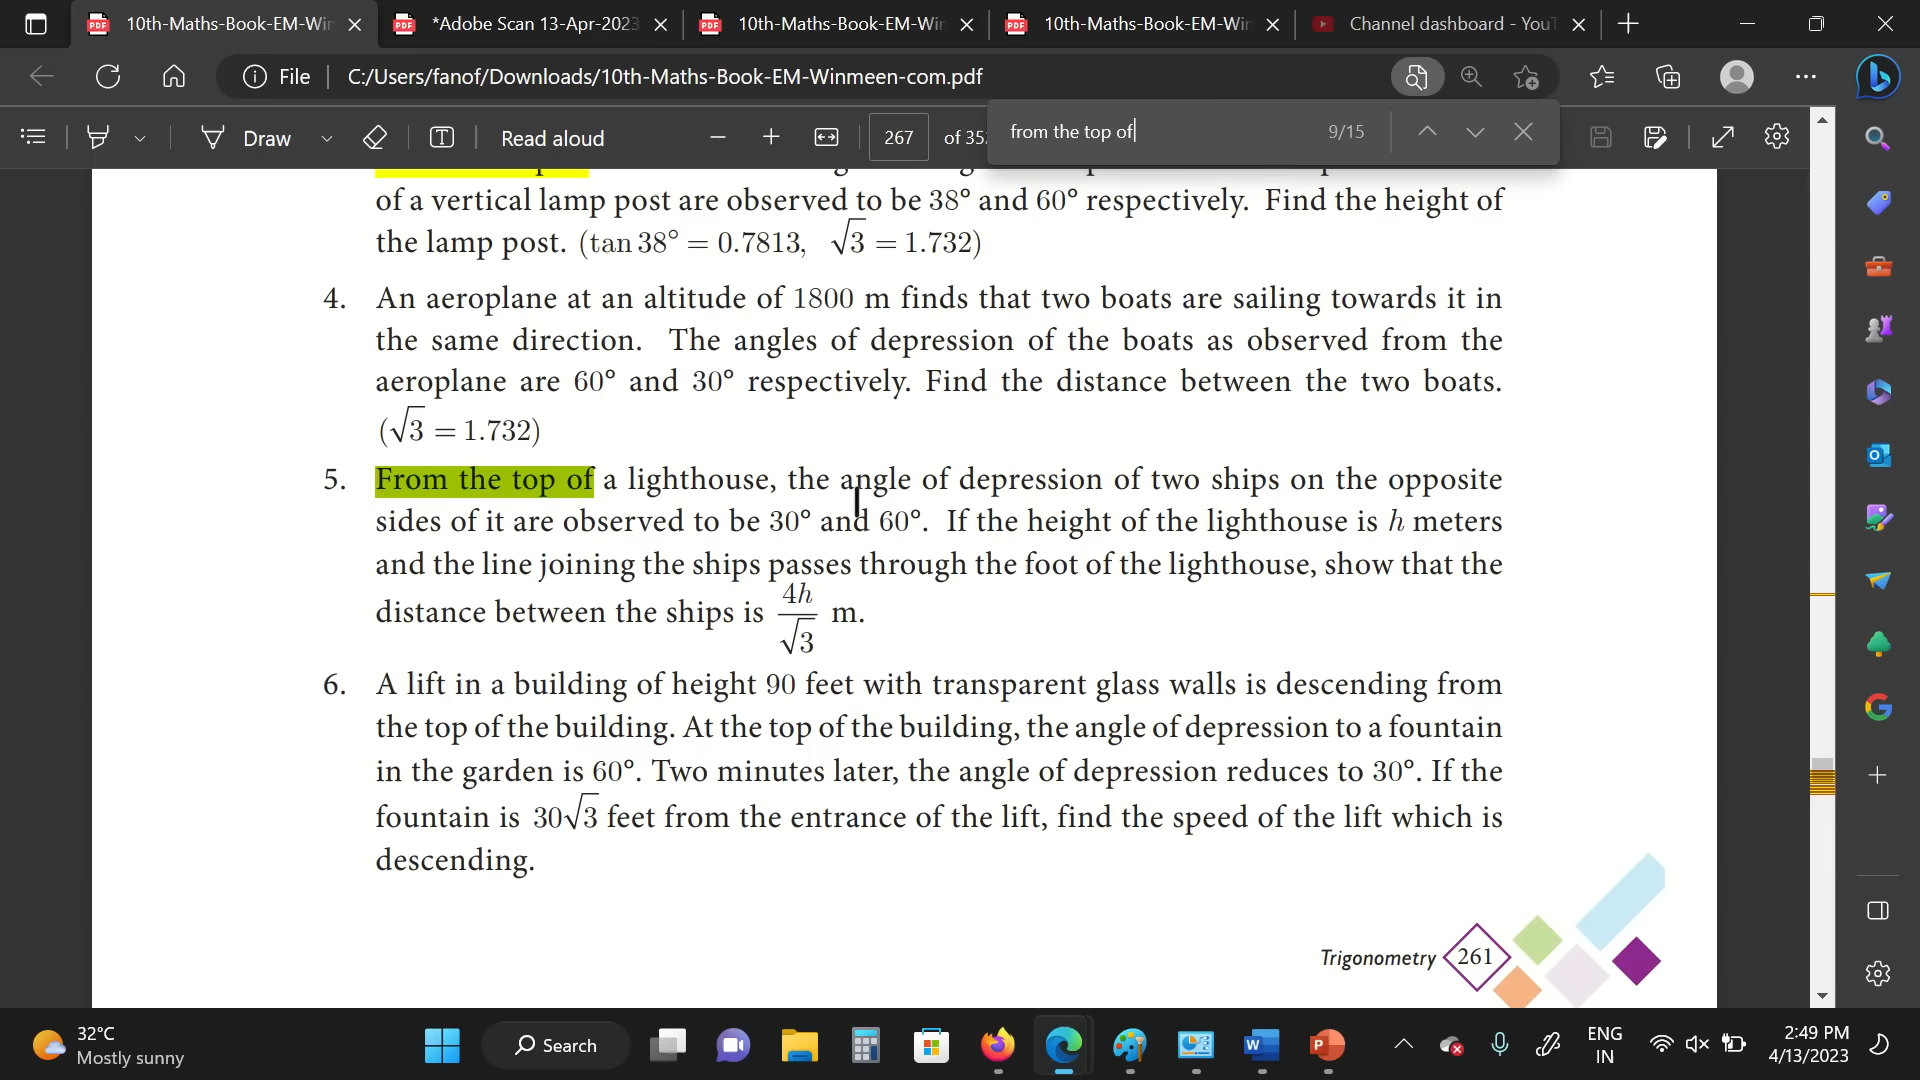 10th-Maths-Book-EM-Wir
*Adobe Scan 13-Apr-2023
10th-Maths-Book-EM-Wir
10th-Maths-Book-EM-Wir
Channel dashboard - YouT
File
C:/Users/fanof/Downloads/10th-Maths-Book-EM-Winmeen-com.pdf
Draw
Read aloud
267
of 35
from the top of
9/15
of a vertical lamp post are observed to be 38° and 60° respectively. Find the height of
the lamp post. (tan 38° = 0.7813, √3 = 1.732)
4. An aeroplane at an altitude of 1800 m finds that two boats are sailing towards it in
the same direction. The angles of depression of the boats as observed from the
aeroplane are 60° and 30° respectively. Find the distance between the two boats.
(√3 = 1.732)
5. From the top of a lighthouse, the angle of depression of two ships on the opposite
sides of it are observed to be 30° and 60°. If the height of the lighthouse is h meters
and the line joining the ships passes through the foot of the lighthouse, show that the
distance between the ships is 4h/√3 m.
6. A lift in a building of height 90 feet with transparent glass walls is descending from
the top of the building. At the top of the building, the angle of depression to a fountain
in the garden is 60°. Two minutes later, the angle of depression reduces to 30°. If the
fountain is 30√3 feet from the entrance of the lift, find the speed of the lift which is
descending.
Trigonometry 261
32°C
Mostly sunny
Search
ENG
IN
2:49 PM
4/13/2023